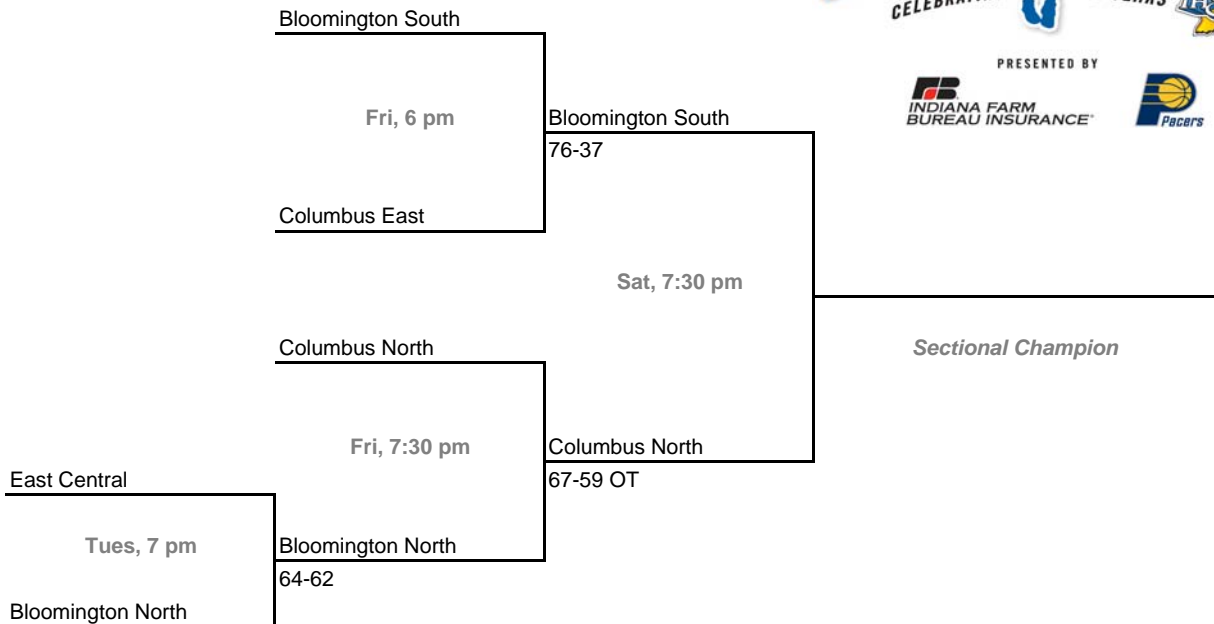 Bloomington South
PRESENTED BY
Fri, 6 pm
Bloomington South
INDIANA FARM
BUREAU INSURANCE
Pacers
76-37
Columbus East
Sat, 7:30 pm
Columbus North
Sectional Champion
Fri, 7:30 pm
Columbus North
East Central
67-59 OT
Tues, 7 pm
Bloomington North
64-62
Bloomington North